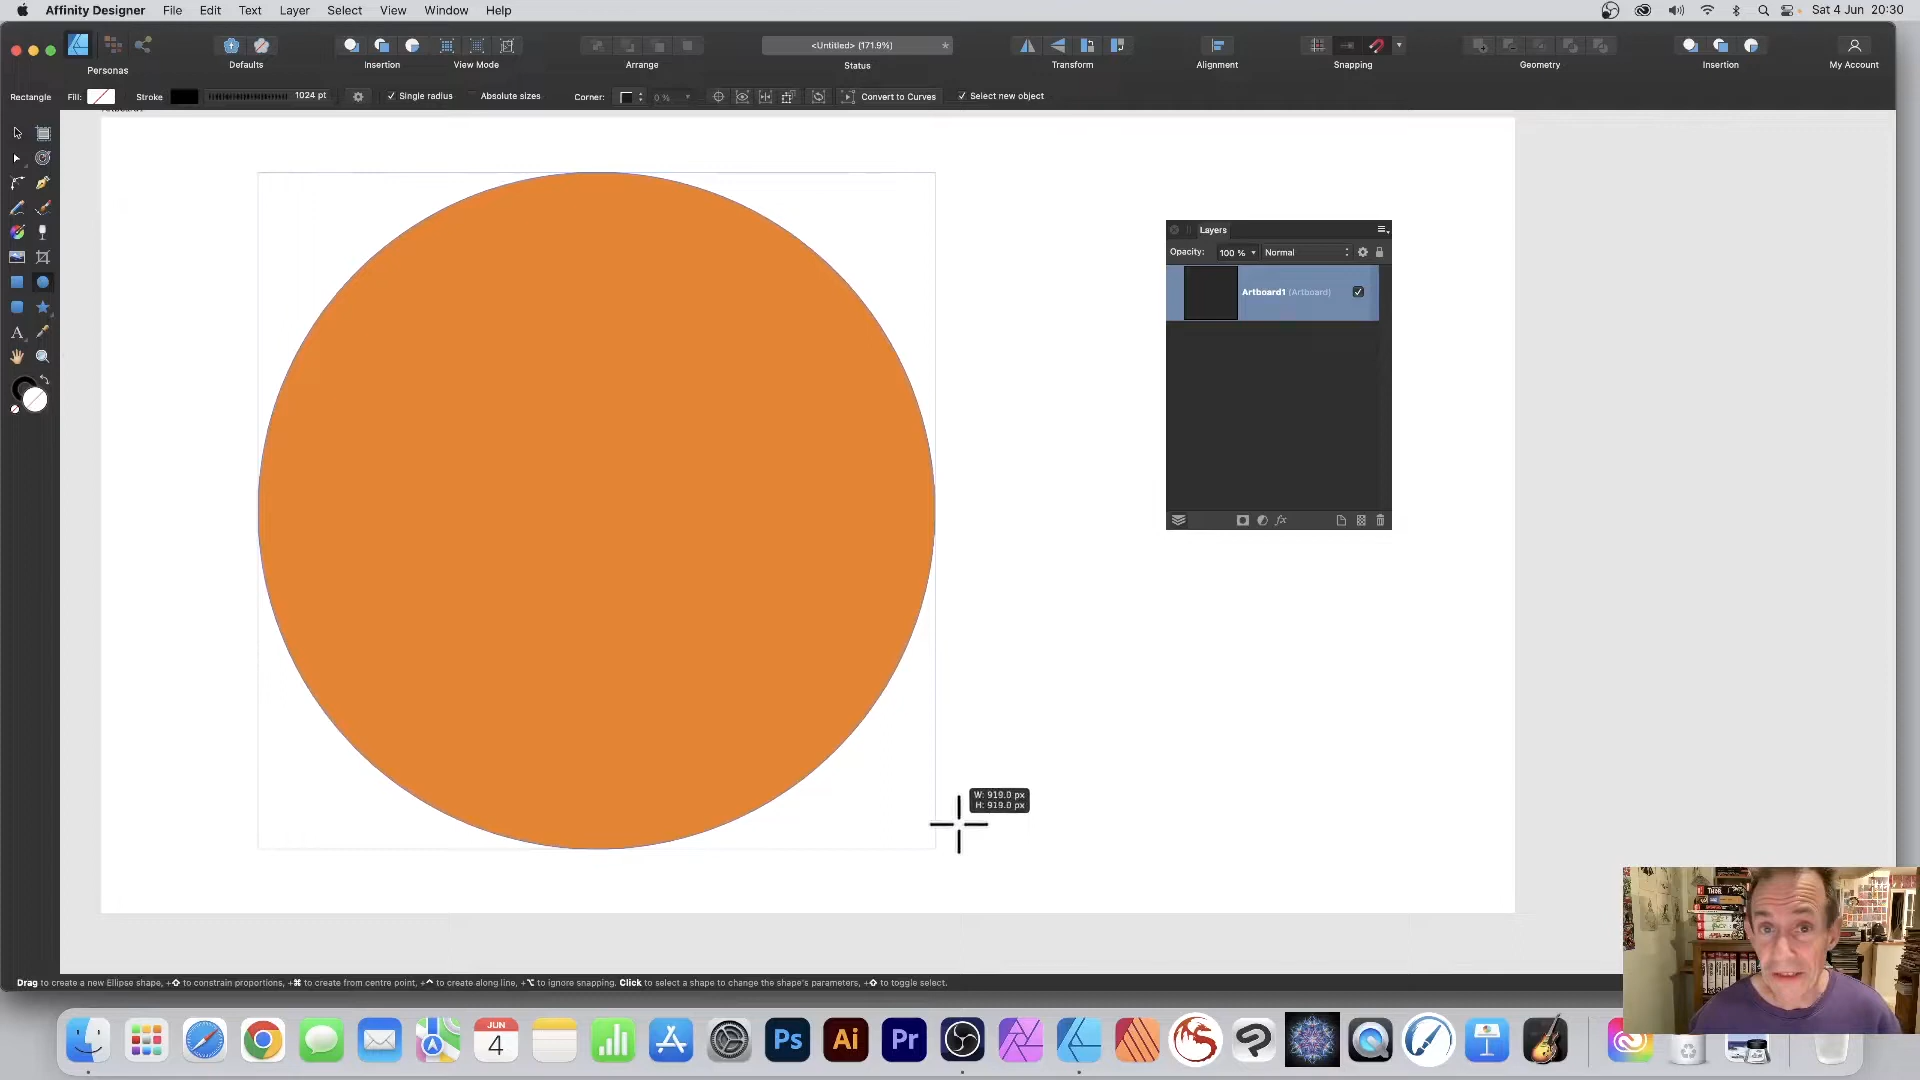 Affinity Designer File Edit Text Layer Select View Window Help Sat 4 Jun 20:30
<Untitled> (171.9%) *
Personas Defaults Insertion View Mode Arrange Status Transform Alignment Snapping Geometry Insertion My Account
Rectangle Fill: Stroke 1024 pt Single radius Absolute sizes Corner: 0 % Convert to Curves Select new object
Layers
Opacity: 100 % Normal
Artboard1 (Artboard)
fx
A
W: 919.0 px
H: 919.0 px
Drag to create a new Ellipse shape, +⇧ to constrain proportions, +⌘ to create from centre point, +^ to create along line, +⌥ to ignore snapping. Click to select a shape to change the shape's parameters, +⇧ to toggle select.
JUN
4
Ps Ai Pr